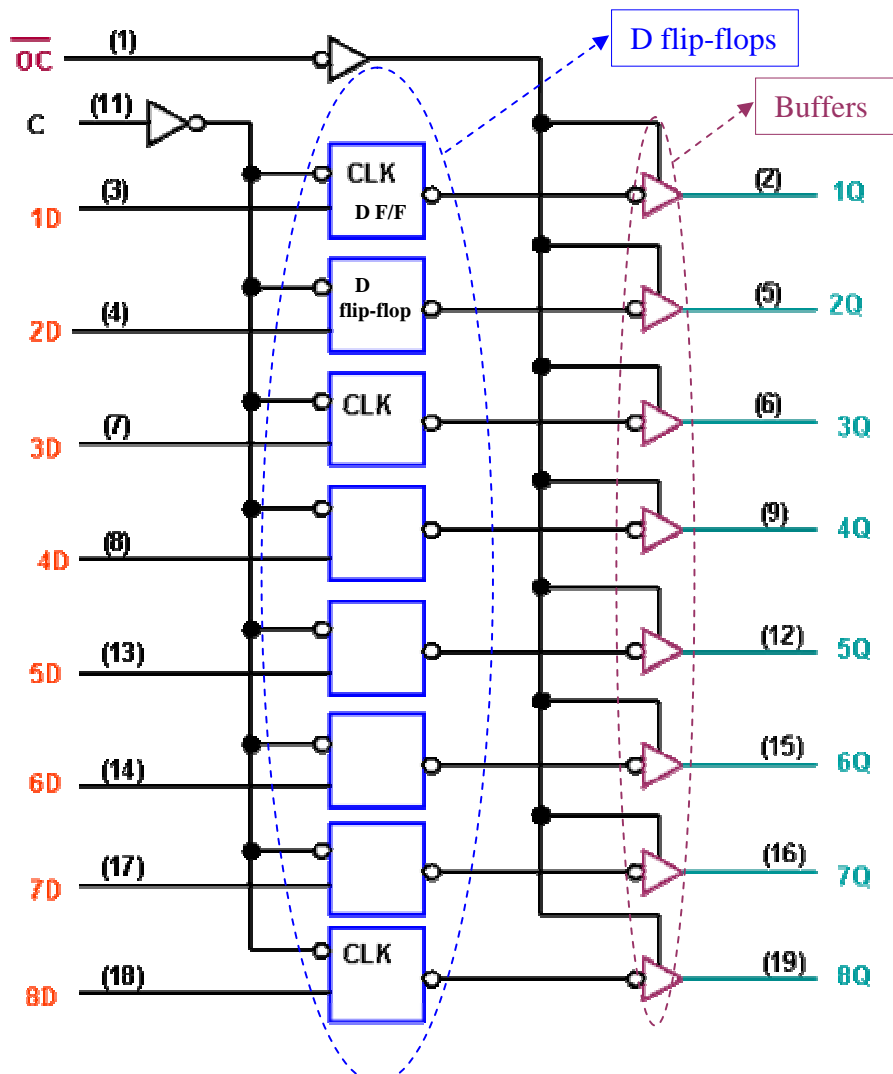 OC
(1)
D flip-flops
C
(11)
Buffers
CLK
D F/F
1D
(3)
(2)
1Q
D
flip-flop
2D
(4)
(5)
2Q
CLK
3D
(7)
(6)
3Q
4D
(8)
(9)
4Q
5D
(13)
(12)
5Q
6D
(14)
(15)
6Q
7D
(17)
(16)
7Q
CLK
8D
(18)
(19)
8Q